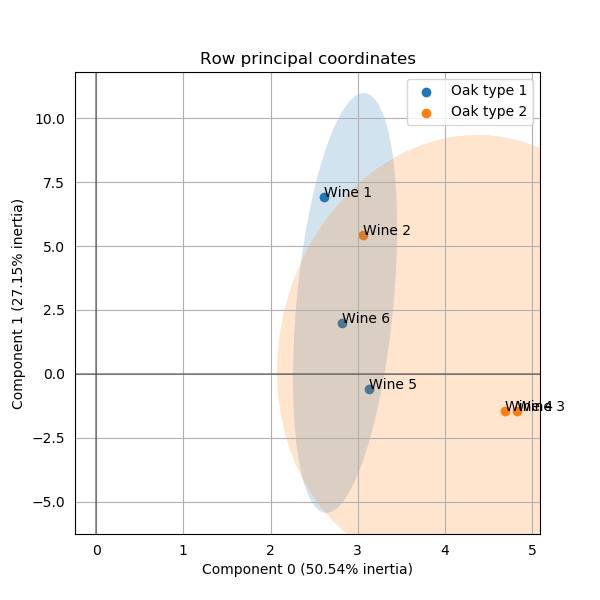 Row principal coordinates
Oak type 1
Oak type 2
10.0
7.5
5.0
2.5
0.0
−2.5
−5.0
Wine 1
Wine 2
Wine 6
Wine 5
Wine 4
Wine 3
0
1
2
3
4
5
Component 0 (50.54% inertia)
Component 1 (27.15% inertia)